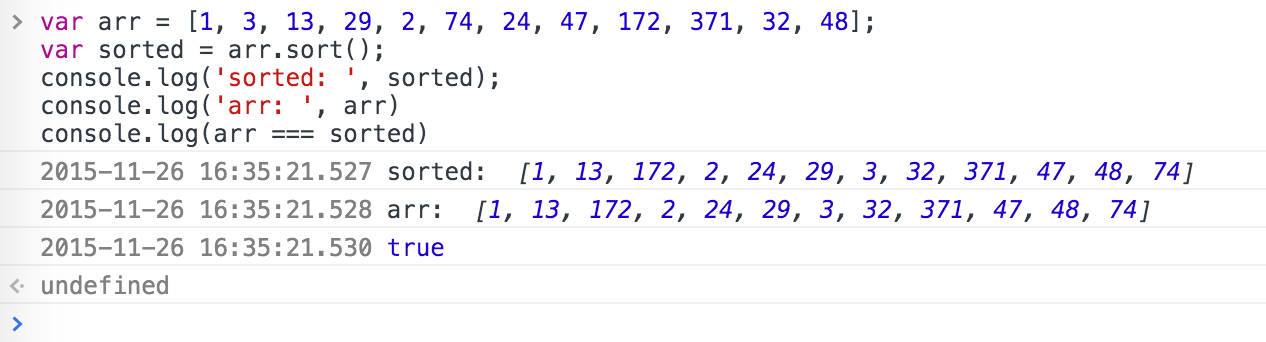 > var arr = [1, 3, 13, 29, 2, 74, 24, 47, 172, 371, 32, 48];
var sorted = arr.sort();
console.log('sorted: ', sorted);
console.log('arr: ', arr)
console.log(arr === sorted)
2015-11-26 16:35:21.527 sorted:  [1, 13, 172, 2, 24, 29, 3, 32, 371, 47, 48, 74]
2015-11-26 16:35:21.528 arr:  [1, 13, 172, 2, 24, 29, 3, 32, 371, 47, 48, 74]
2015-11-26 16:35:21.530 true
undefined
>